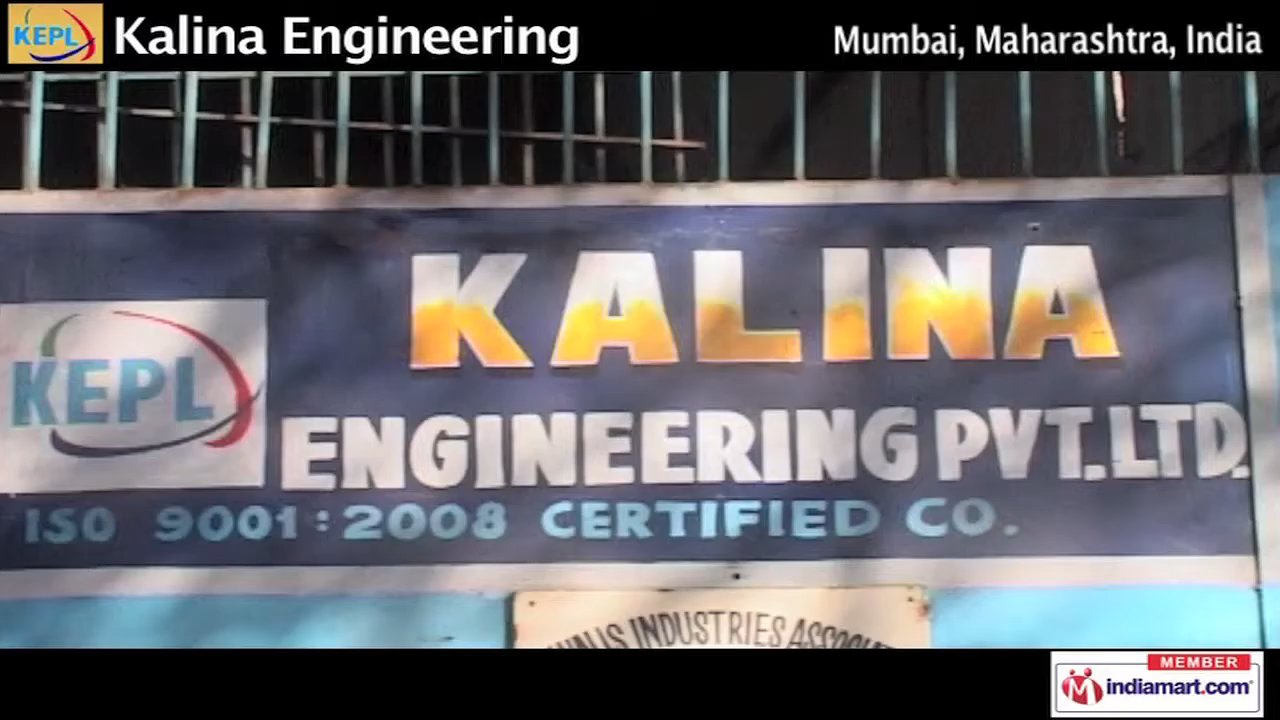 KEPL Kalina Engineering
Mumbai, Maharashtra, India
KALINA
KEPL
ENGINEERING PVT.LTD.
ISO 9001:2008 CERTIFIED CO.
INDUSTRIES
MEMBER
indiamart.com